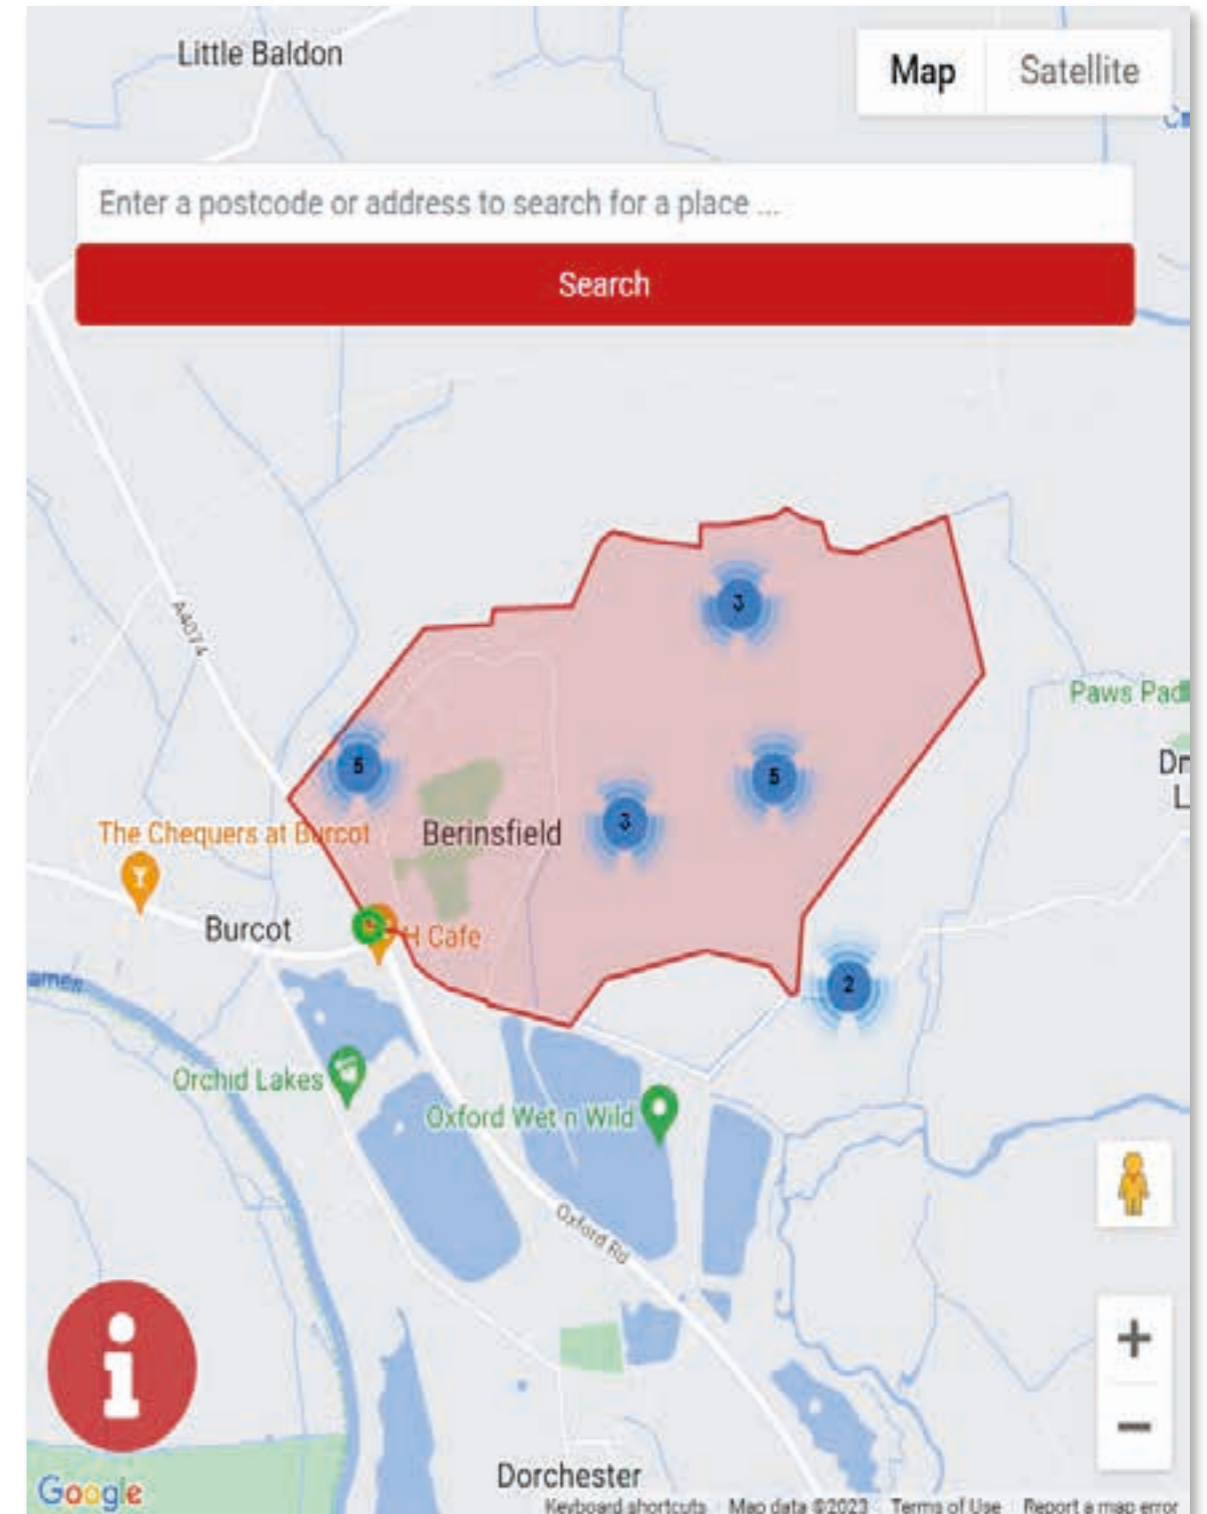 Little Baldon
Map
Satellite
Enter a postcode or address to search for a place ...
Search
A4074
3
Paws Pad
5
5
3
The Chequers at Burcot
Berinsfield
Burcot
H Cafe
2
Orchid Lakes
Oxford Wet n Wild
Oxford Rd
Dorchester
Google
Keyboard shortcuts
Map data ©2023
Terms of Use
Report a map error